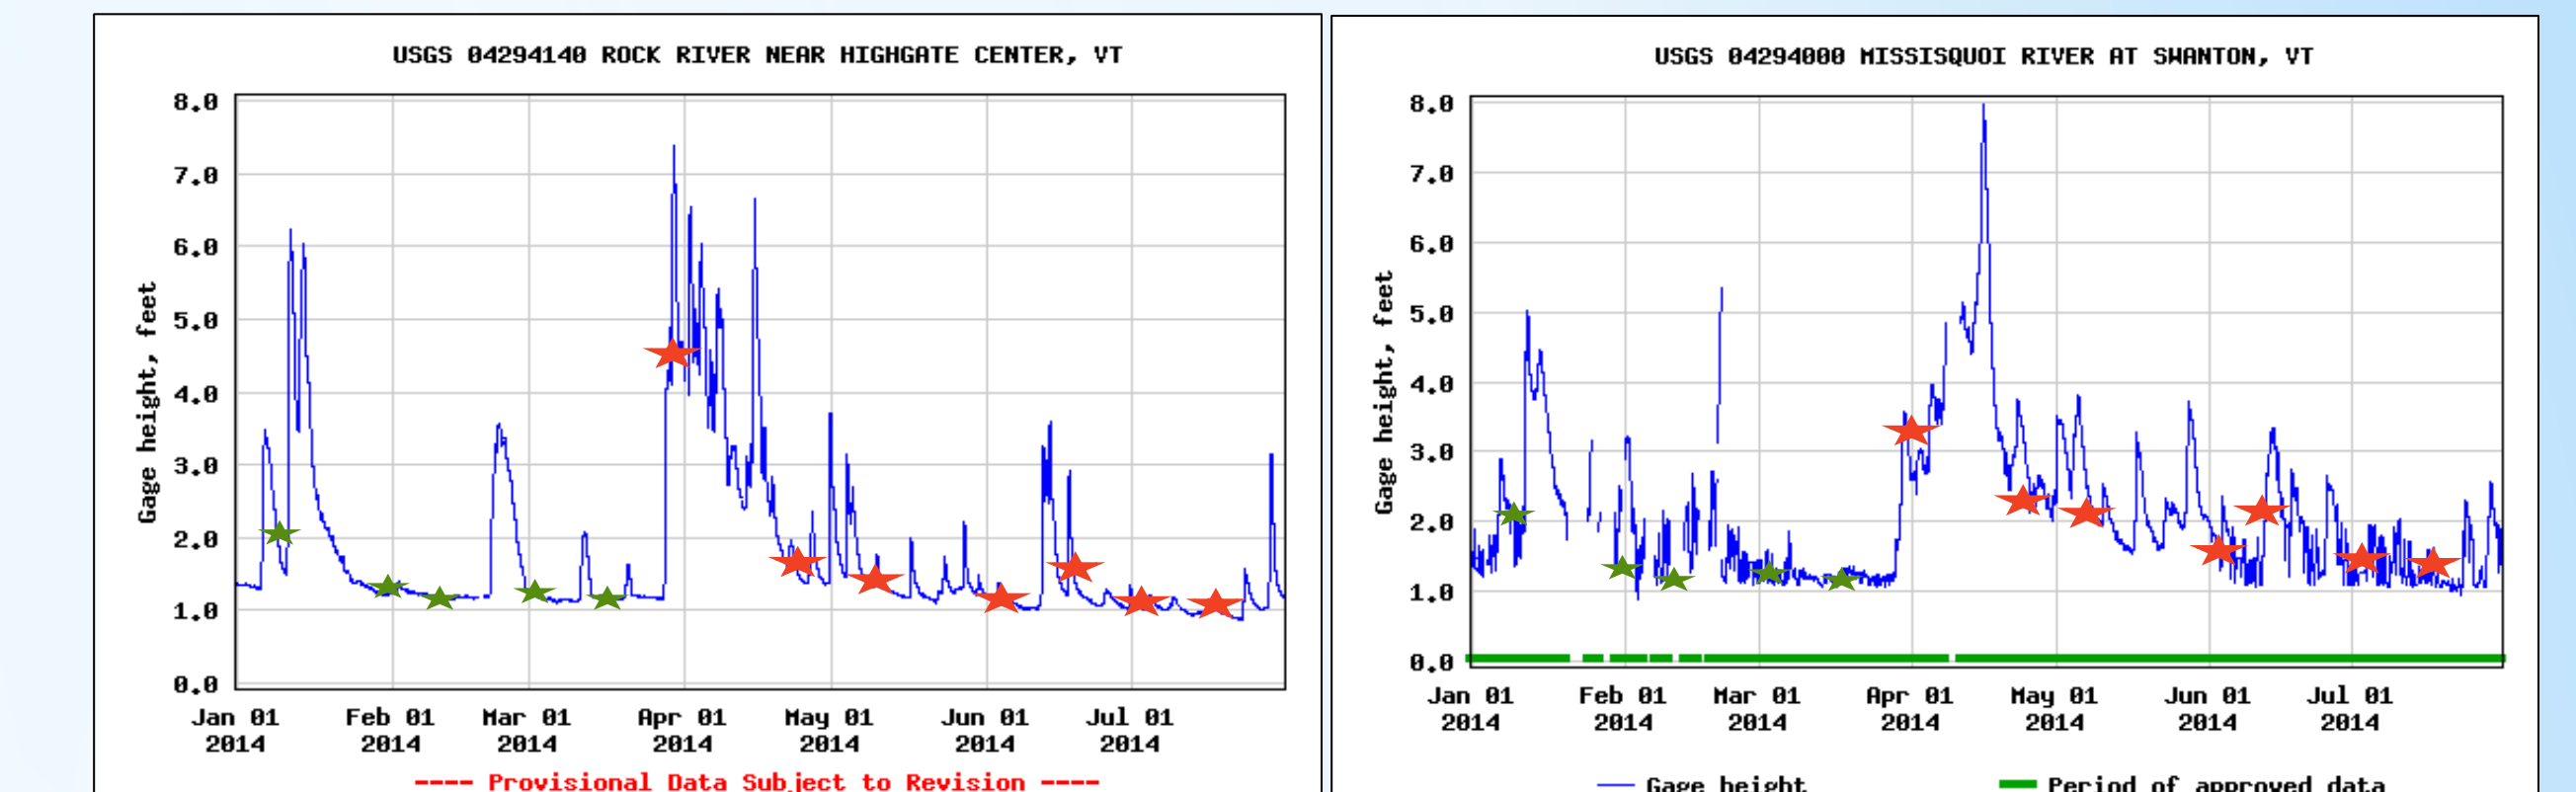 USGS 04294140 ROCK RIVER NEAR HIGHGATE CENTER, VT
8.0
7.0
6.0
5.0
4.0
3.0
2.0
1.0
0.0
Gage height, feet
Jan 01 Feb 01 Mar 01 Apr 01 May 01 Jun 01 Jul 01
2014 2014 2014 2014 2014 2014 2014
---- Provisional Data Subject to Revision ----
USGS 04294000 MISSISQUOI RIVER AT SWANTON, VT
8.0
7.0
6.0
5.0
4.0
3.0
2.0
1.0
0.0
Gage height, feet
Jan 01 Feb 01 Mar 01 Apr 01 May 01 Jun 01 Jul 01
2014 2014 2014 2014 2014 2014 2014
Gage height Period of approved data